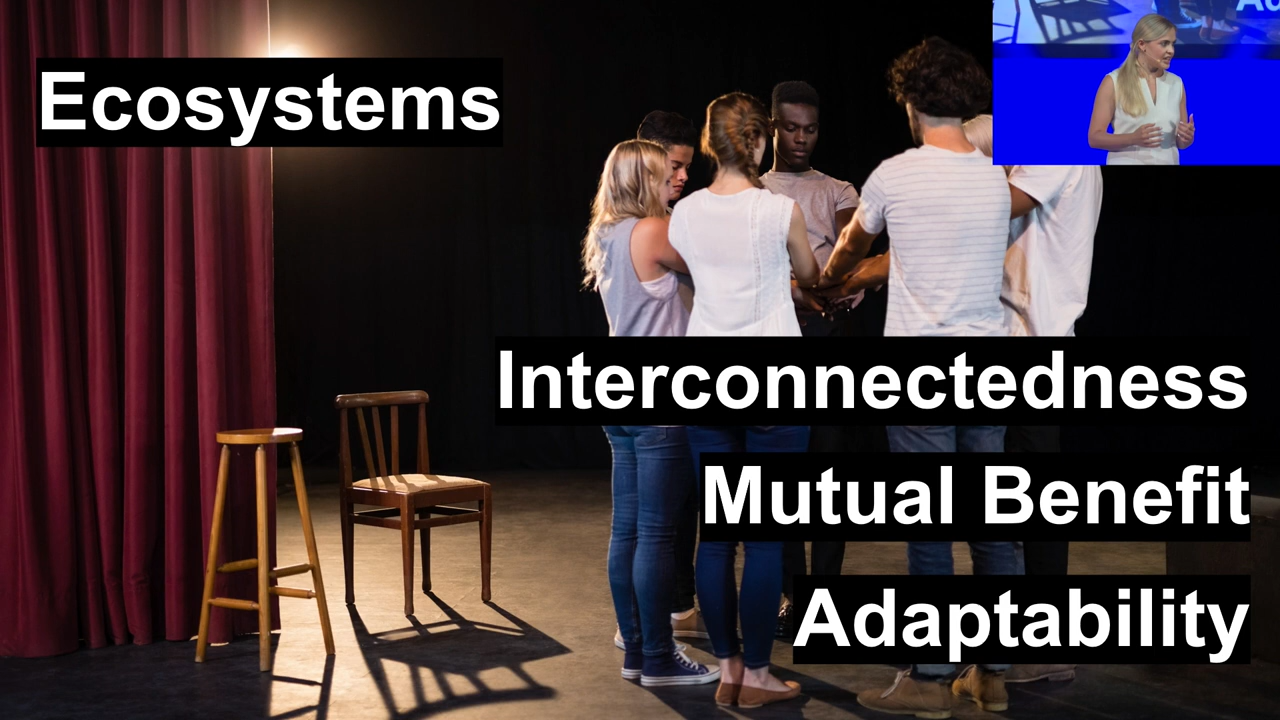 Ecosystems
Interconnectedness
Mutual Benefit
Adaptability